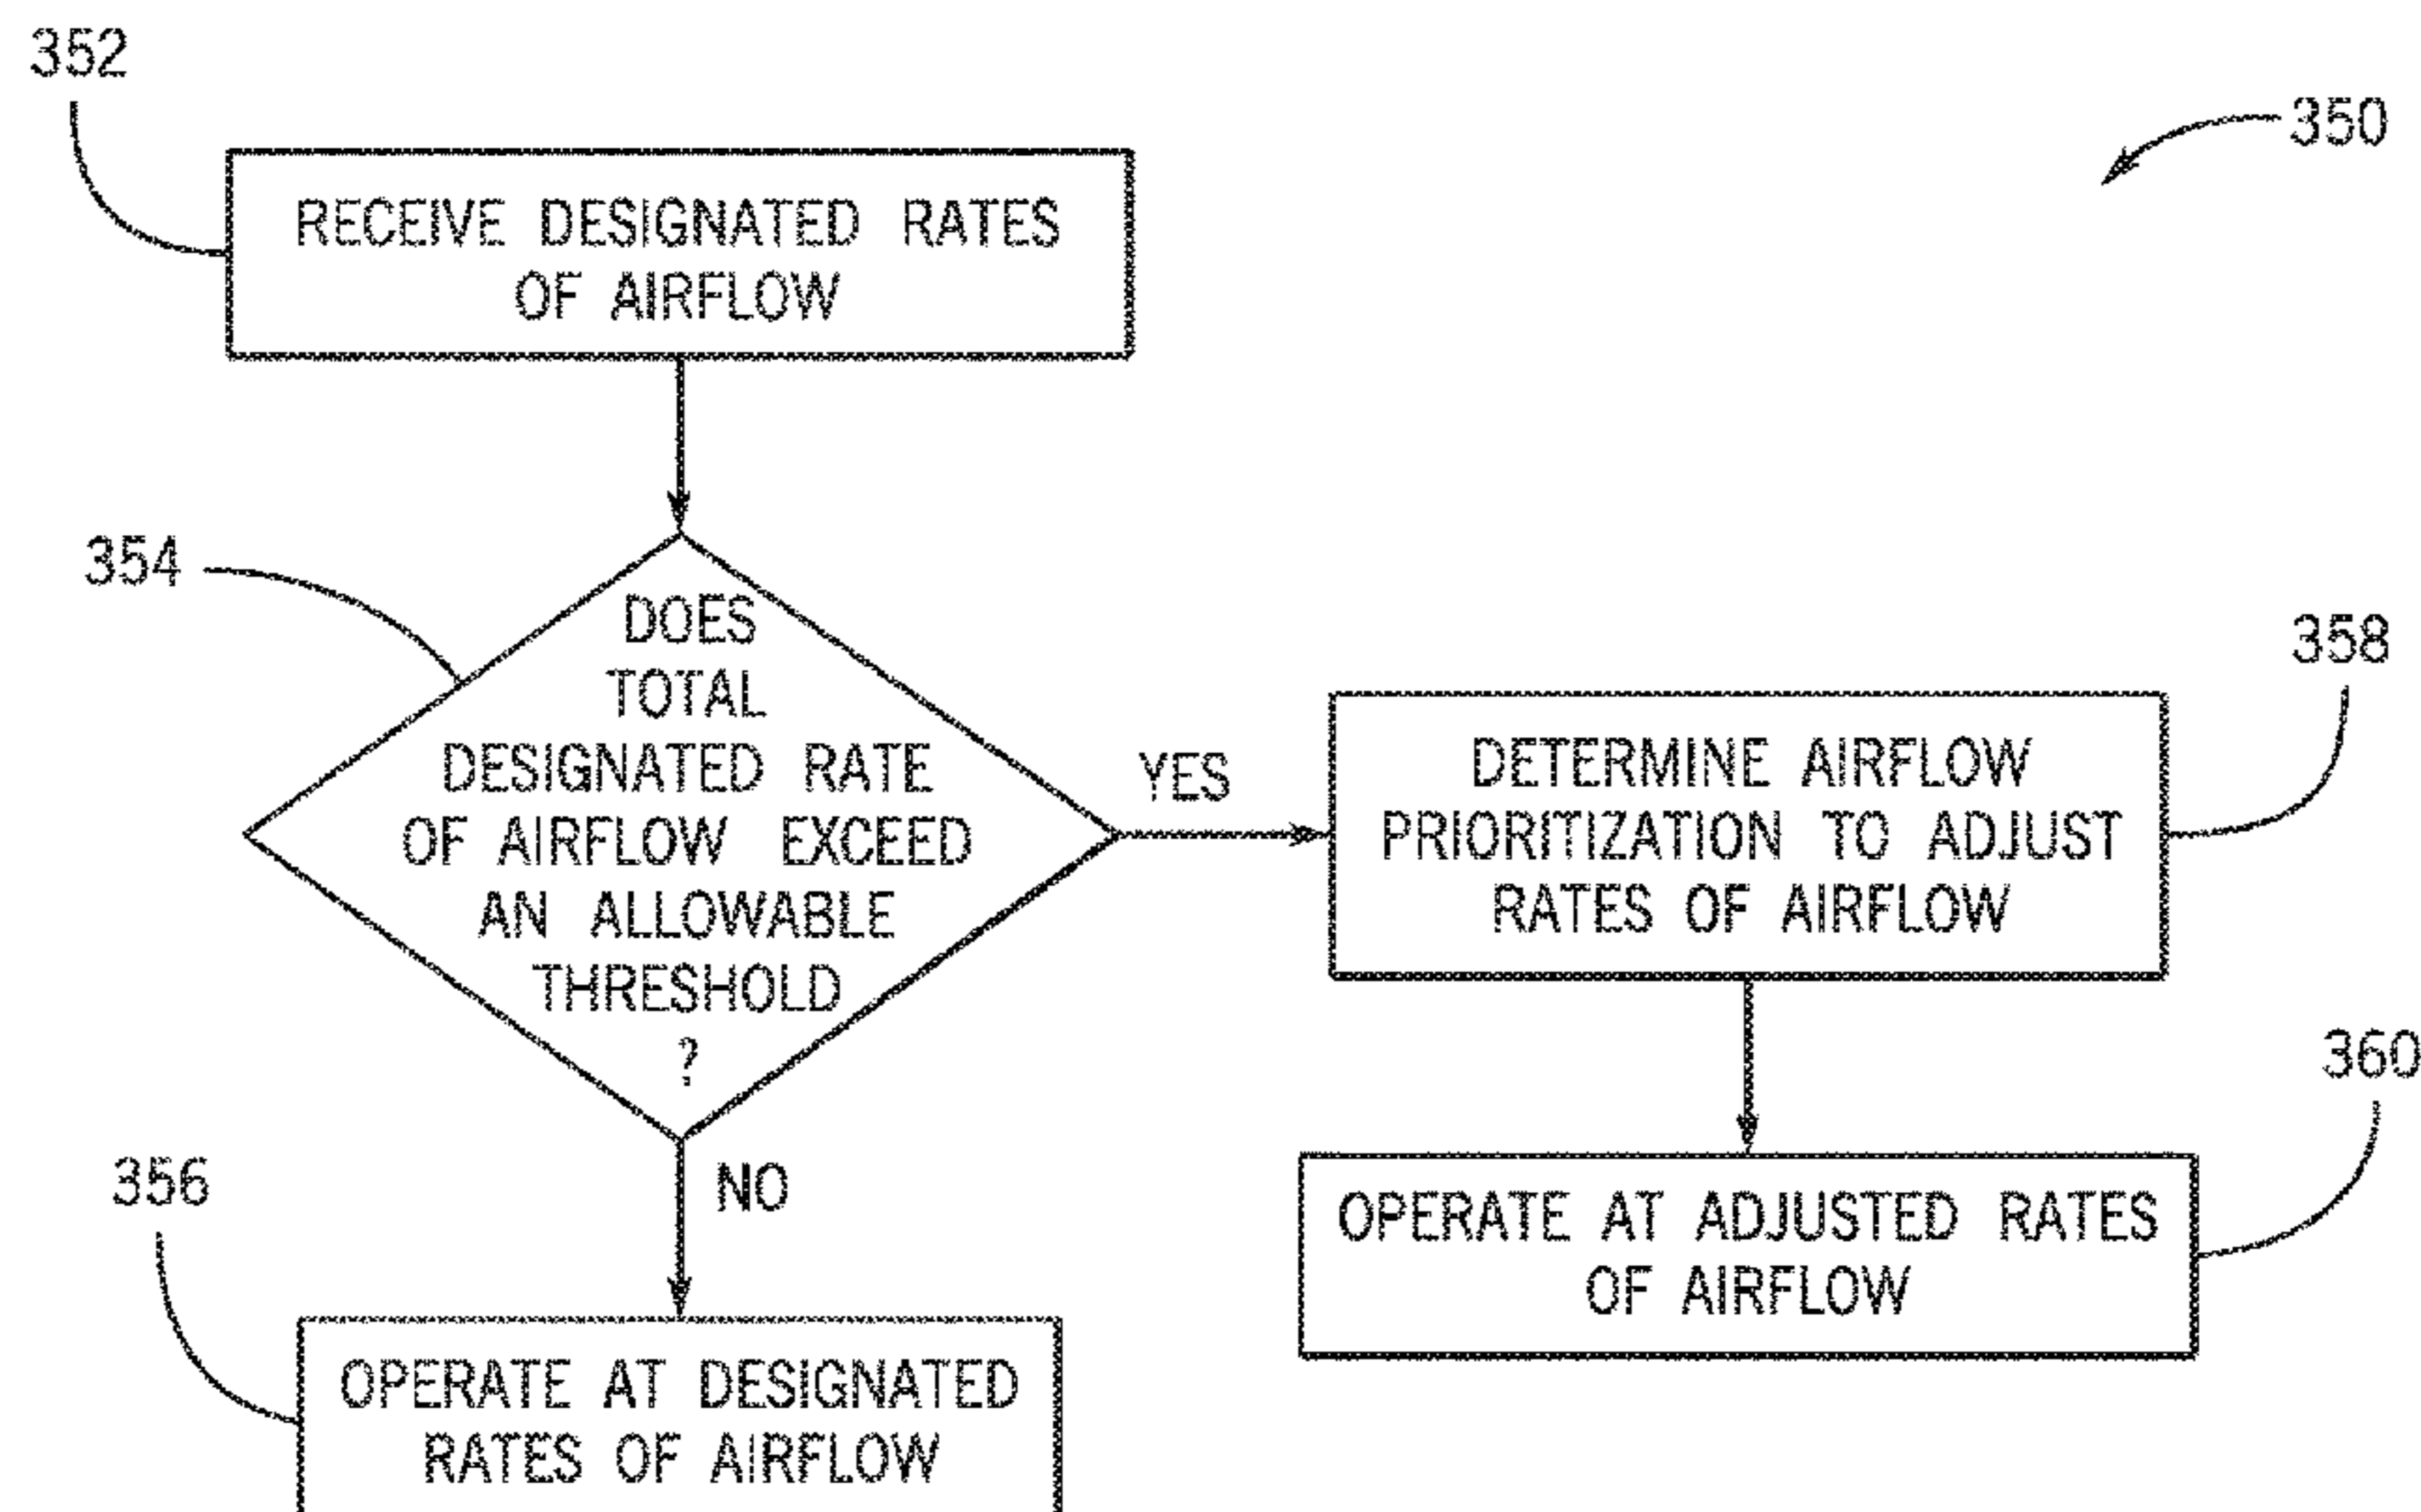 352
350
RECEIVE DESIGNATED RATES
OF AIRFLOW
354
DOES
TOTAL
DESIGNATED RATE
OF AIRFLOW EXCEED
AN ALLOWABLE
THRESHOLD
?
YES
358
DETERMINE AIRFLOW
PRIORITIZATION TO ADJUST
RATES OF AIRFLOW
360
OPERATE AT ADJUSTED RATES
OF AIRFLOW
NO
356
OPERATE AT DESIGNATED
RATES OF AIRFLOW